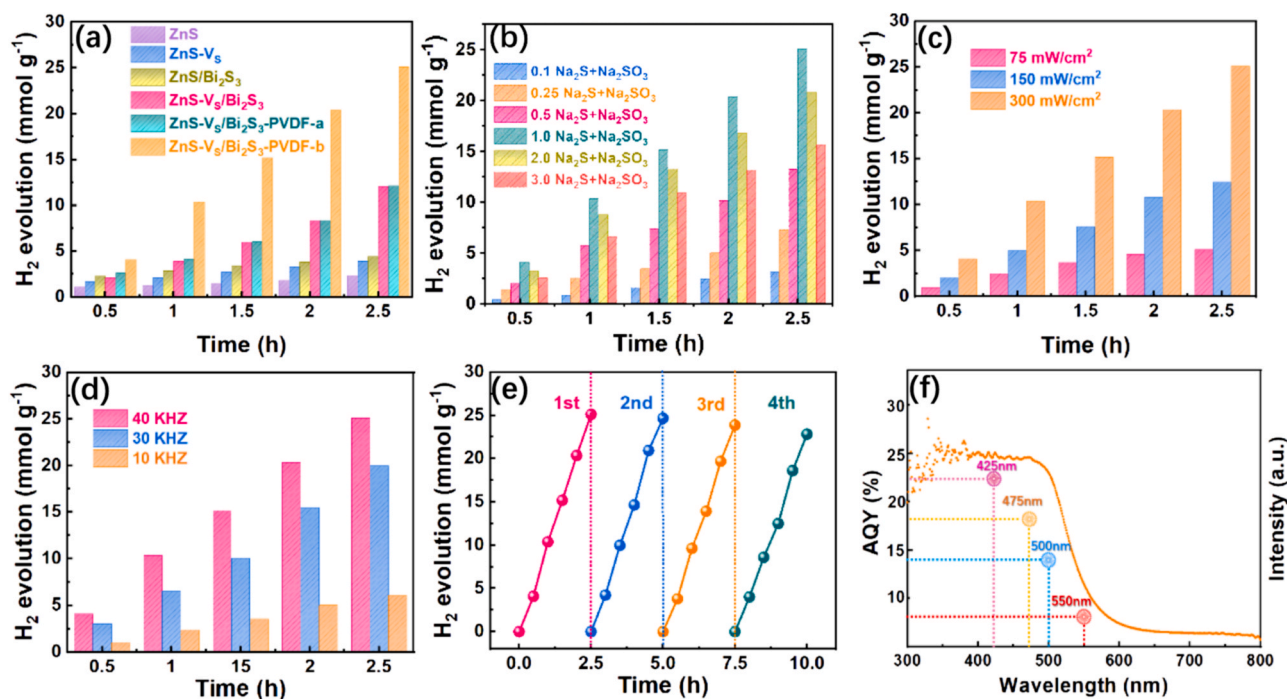 (a)
ZnS
ZnS-V_S
ZnS/Bi₂S₃
ZnS-V_S/Bi₂S₃
ZnS-V_S/Bi₂S₃-PVDF-a
ZnS-V_S/Bi₂S₃-PVDF-b
H₂ evolution (mmol g⁻¹)
30
25
20
15
10
5
0
0.5 1 1.5 2 2.5
Time (h)
(b)
0.1 Na₂S+Na₂SO₃
0.25 Na₂S+Na₂SO₃
0.5 Na₂S+Na₂SO₃
1.0 Na₂S+Na₂SO₃
2.0 Na₂S+Na₂SO₃
3.0 Na₂S+Na₂SO₃
H₂ evolution (mmol g⁻¹)
25
20
15
10
5
0
0.5 1 1.5 2 2.5
Time (h)
(c)
75 mW/cm²
150 mW/cm²
300 mW/cm²
H₂ evolution (mmol g⁻¹)
30
25
20
15
10
5
0
0.5 1 1.5 2 2.5
Time (h)
(d)
40 KHZ
30 KHZ
10 KHZ
H₂ evolution (mmol g⁻¹)
30
25
20
15
10
5
0
0.5 1 15 2 2.5
Time (h)
(e)
1st 2nd 3rd 4th
H₂ evolution (mmol g⁻¹)
30
25
20
15
10
5
0
0.0 2.5 5.0 7.5 10.0
Time (h)
(f)
425nm
475nm
500nm
550nm
AQY (%)
30
25
20
15
10
Intensity (a.u.)
300 400 500 600 700 800
Wavelength (nm)